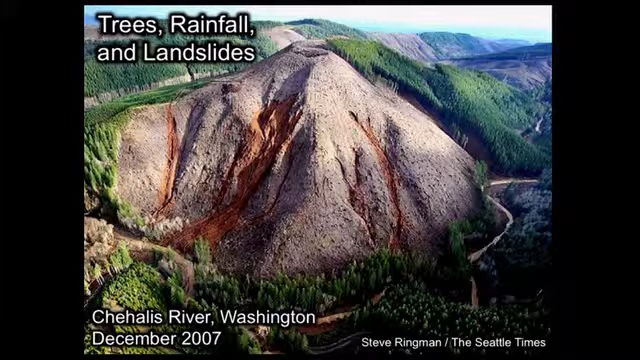 Trees, Rainfall,
and Landslides
Chehalis River, Washington
December 2007
Steve Ringman / The Seattle Times